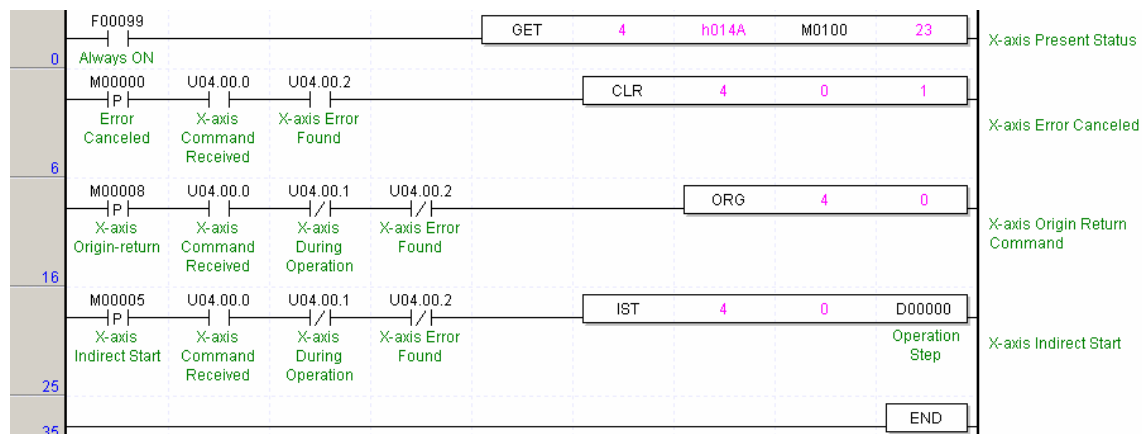 F00099
GET 4 h014A M0100 23
X-axis Present Status
0 Always ON
M00000 U04.00.0 U04.00.2
P
CLR 4 0 1
Error X-axis X-axis Error
Canceled Command Found
Received
X-axis Error Canceled
6
M00008 U04.00.0 U04.00.1 U04.00.2
P
ORG 4 0
X-axis X-axis X-axis X-axis Error
Origin-return Command During Found
Received Operation
X-axis Origin Return
Command
16
M00005 U04.00.0 U04.00.1 U04.00.2
P
IST 4 0 D00000
X-axis X-axis X-axis X-axis Error
Indirect Start Command During Found
Received Operation
Operation
Step
X-axis Indirect Start
25
END
35